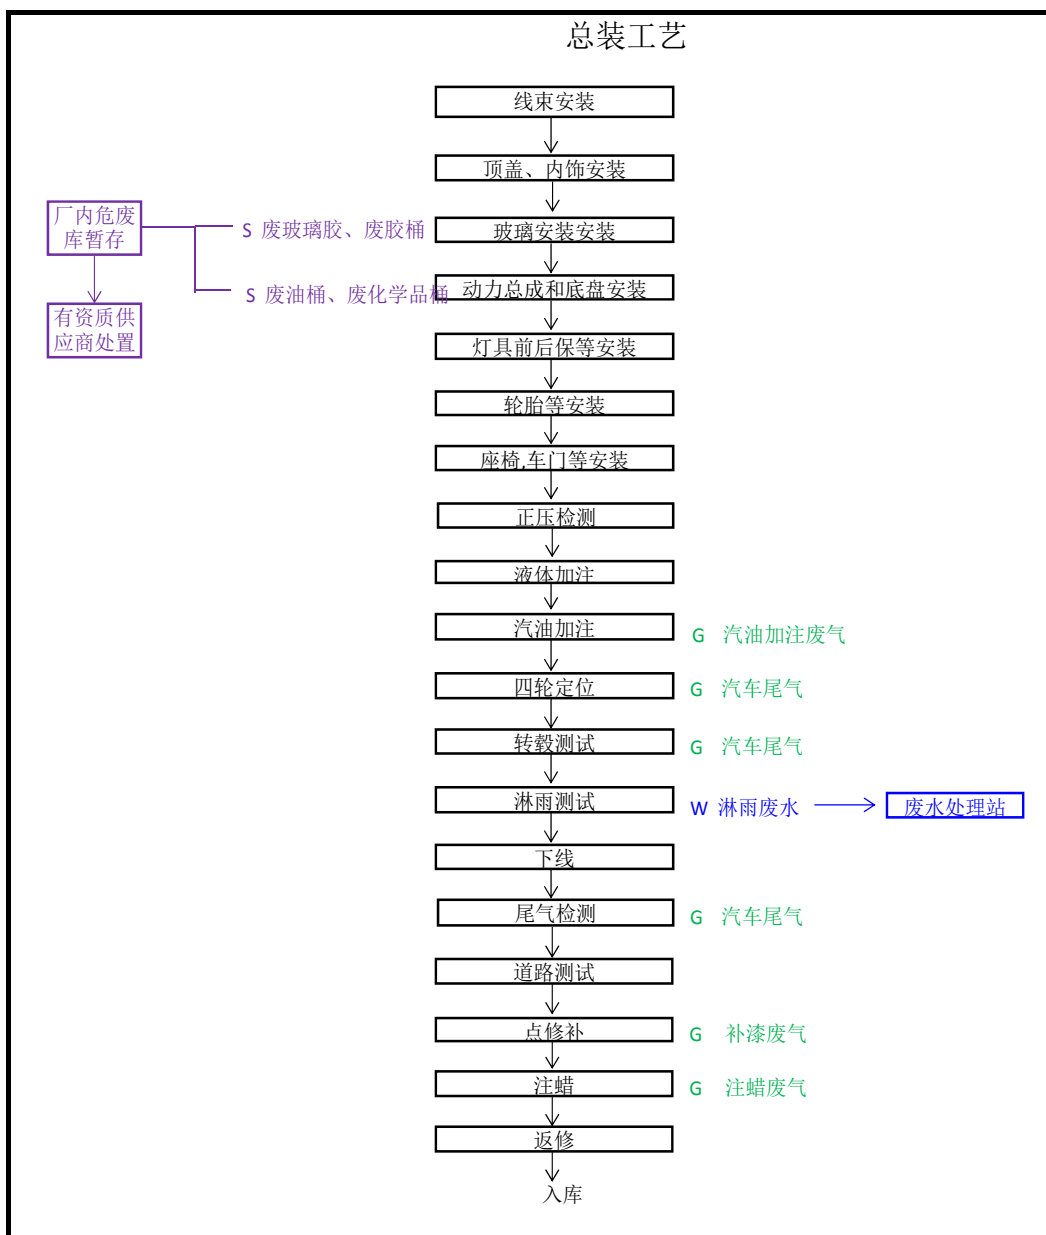 总装工艺
线束安装
顶盖、内饰安装
厂内危废
库暂存
S 废玻璃胶、废胶桶
玻璃安装安装
S 废油桶、废化学品桶
动力总成和底盘安装
有资质供
应商处置
灯具前后保等安装
轮胎等安装
座椅,车门等安装
正压检测
液体加注
汽油加注
G 汽油加注废气
四轮定位
G 汽车尾气
转毂测试
G 汽车尾气
淋雨测试
W 淋雨废水
废水处理站
下线
尾气检测
G 汽车尾气
道路测试
点修补
G 补漆废气
注蜡
G 注蜡废气
返修
入库